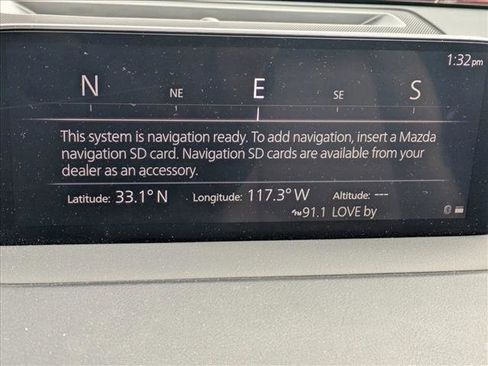 1:32pm
N NE E SE S
This system is navigation ready. To add navigation, insert a Mazda
navigation SD card. Navigation SD cards are available from your
dealer as an accessory.
Latitude: 33.1° N Longitude: 117.3° W Altitude: ---
FM 91.1 LOVE by